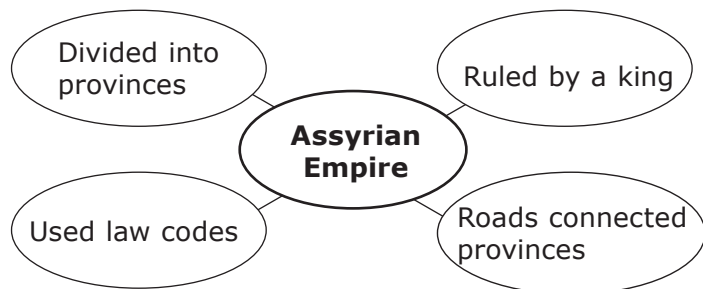 Divided into
provinces
Ruled by a king
Assyrian
Empire
Used law codes
Roads connected
provinces